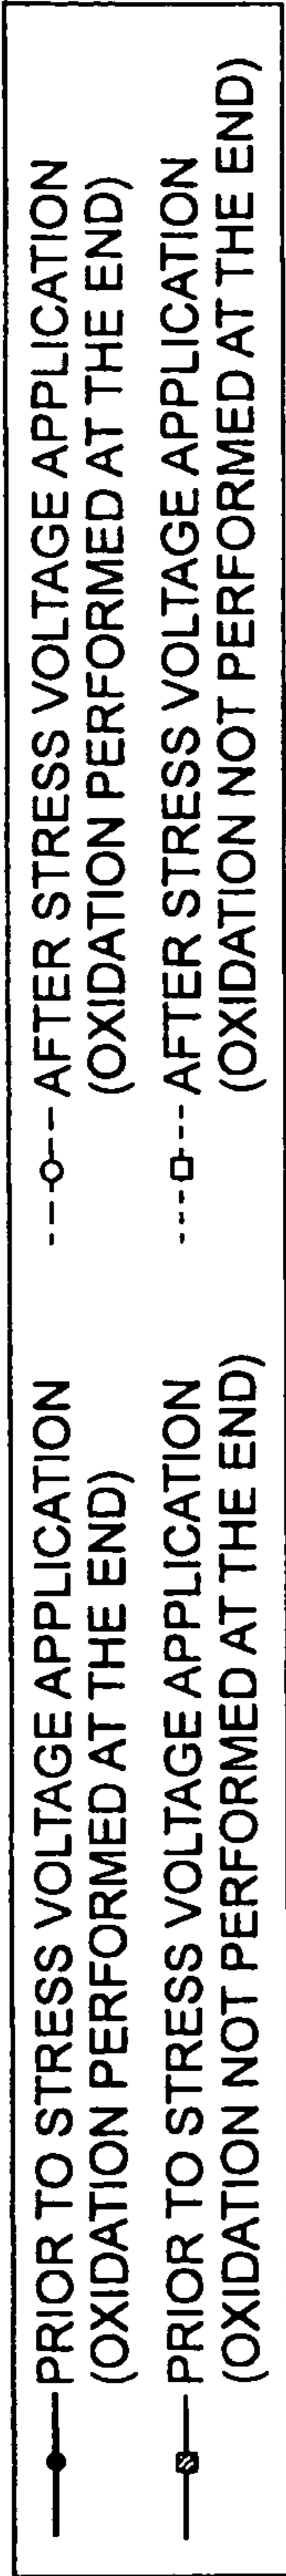 PRIOR TO STRESS VOLTAGE APPLICATION
(OXIDATION PERFORMED AT THE END)
AFTER STRESS VOLTAGE APPLICATION
(OXIDATION PERFORMED AT THE END)
PRIOR TO STRESS VOLTAGE APPLICATION
(OXIDATION NOT PERFORMED AT THE END)
AFTER STRESS VOLTAGE APPLICATION
(OXIDATION NOT PERFORMED AT THE END)